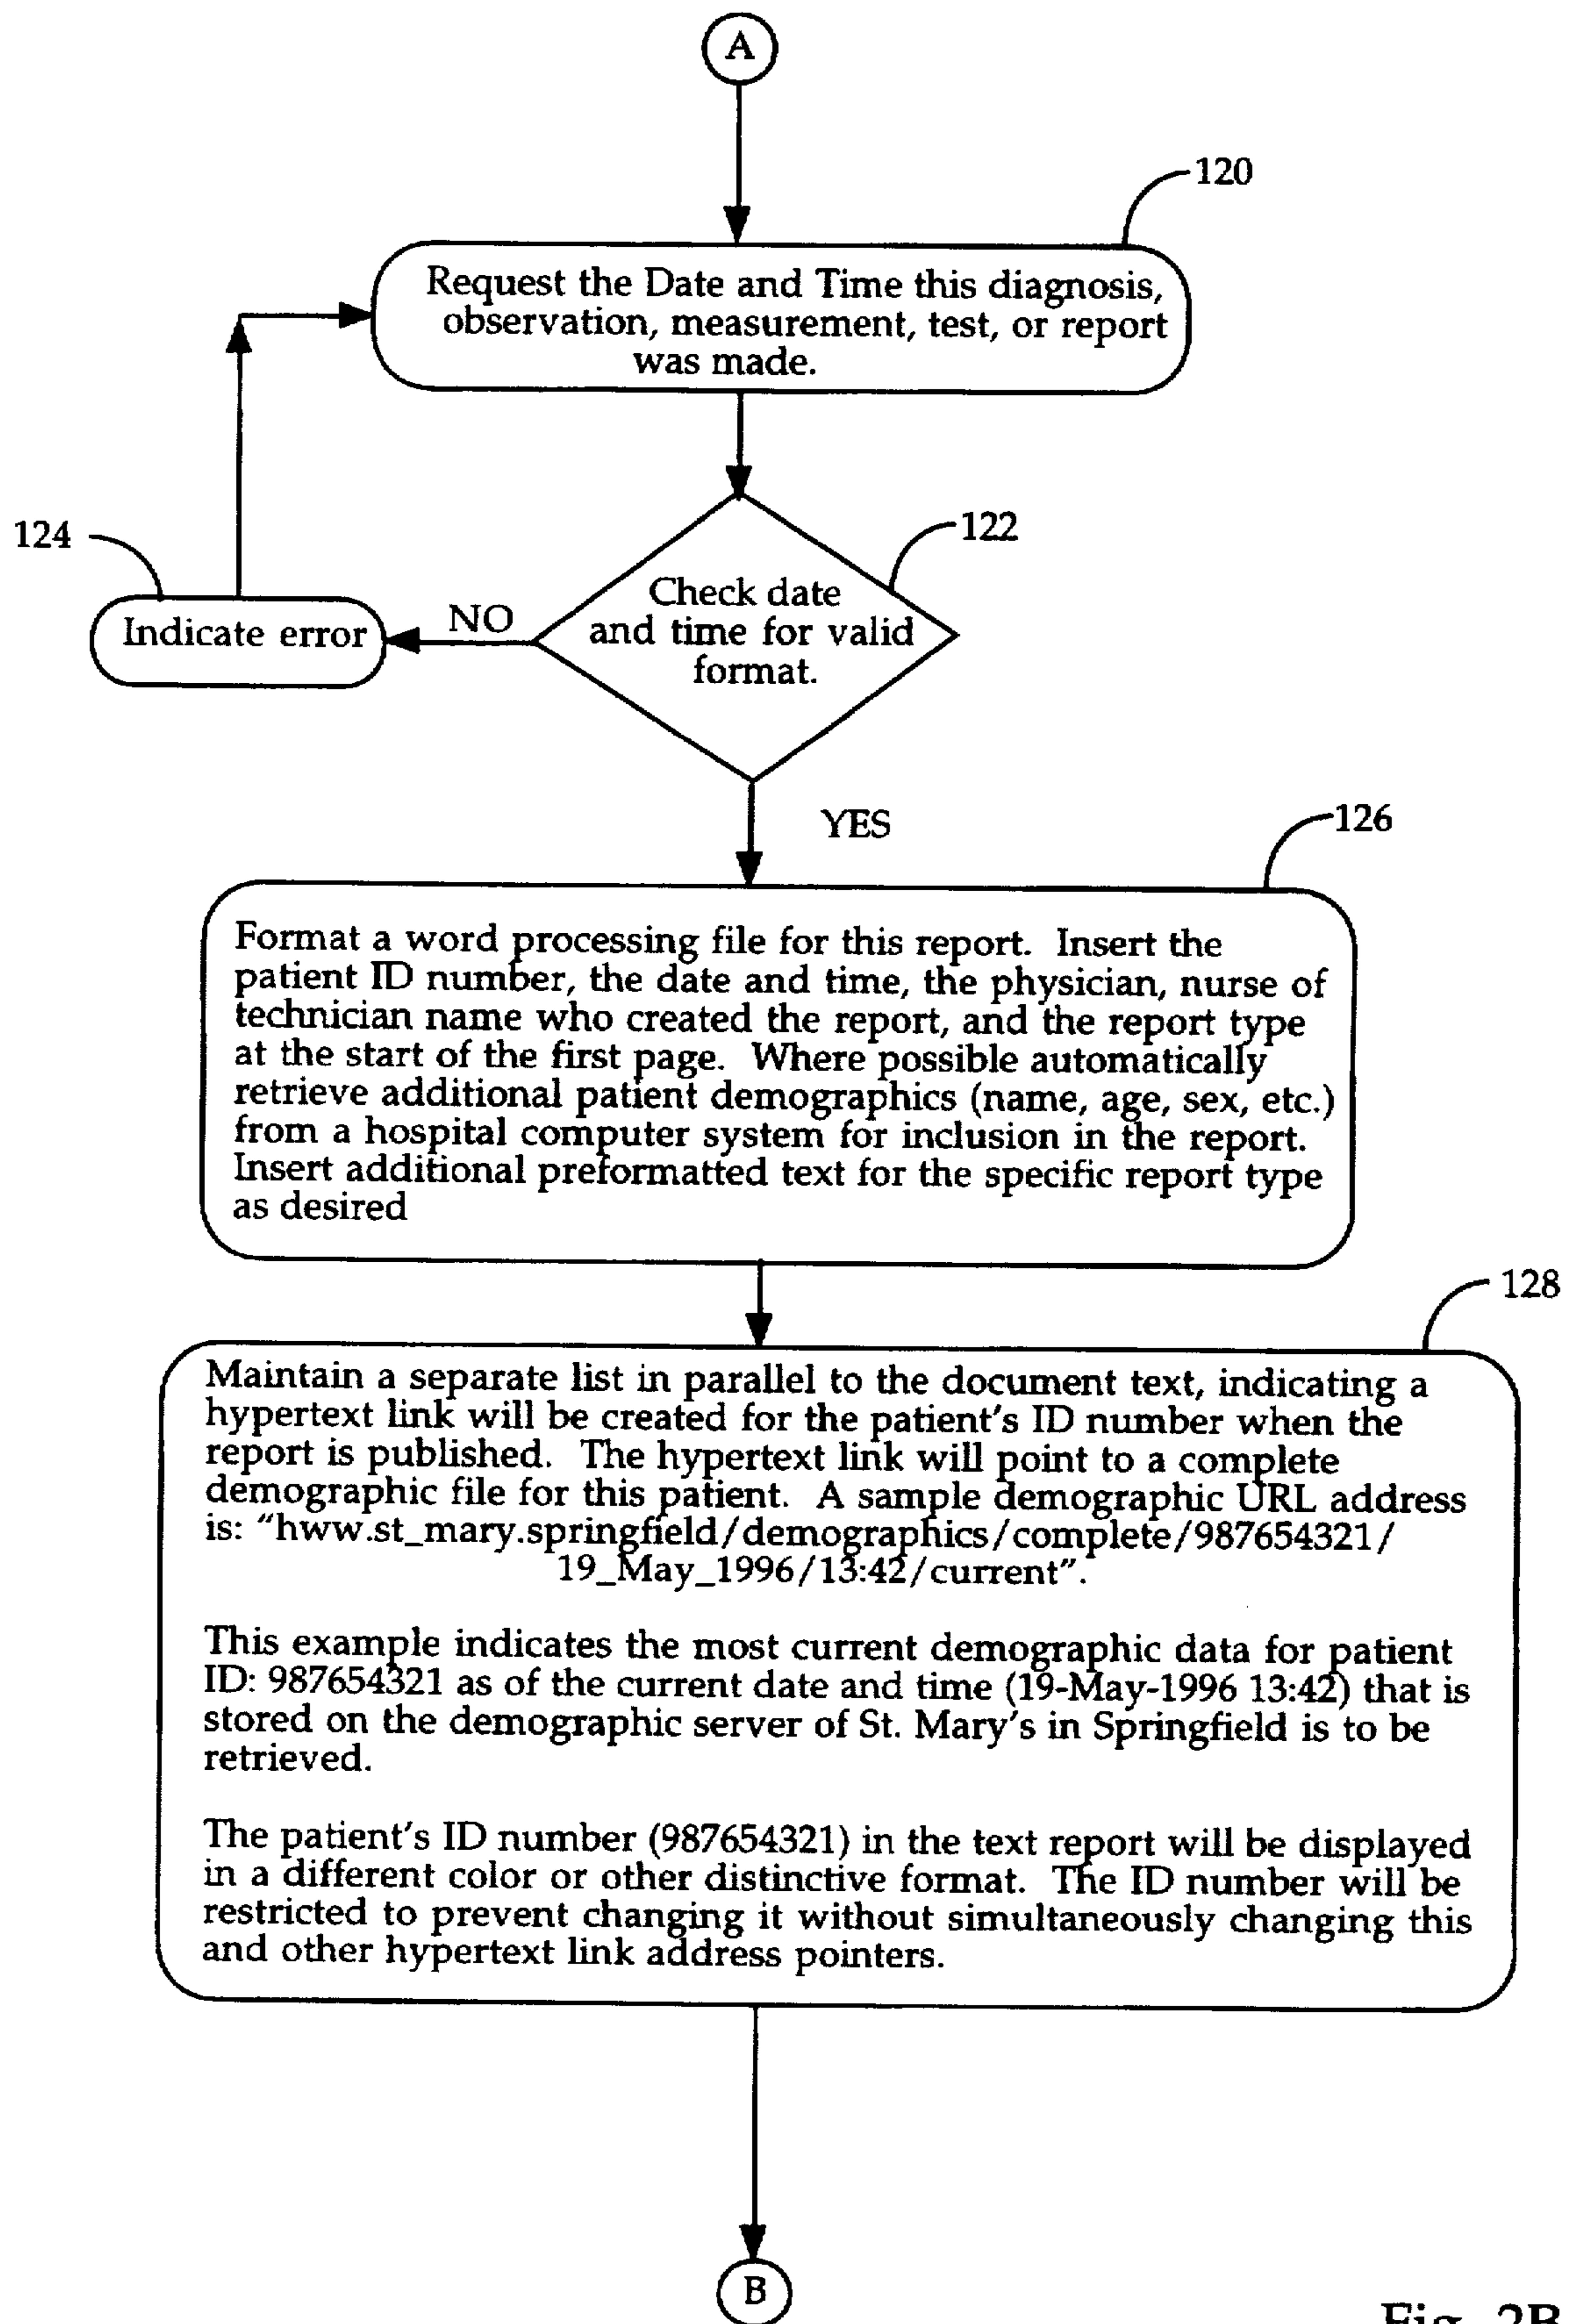 A
120
Request the Date and Time this diagnosis,
observation, measurement, test, or report
was made.
124
122
Check date
and time for valid
format.
NO
Indicate error
YES
126
Format a word processing file for this report. Insert the
patient ID number, the date and time, the physician, nurse of
technician name who created the report, and the report type
at the start of the first page. Where possible automatically
retrieve additional patient demographics (name, age, sex, etc.)
from a hospital computer system for inclusion in the report.
Insert additional preformatted text for the specific report type
as desired
128
Maintain a separate list in parallel to the document text, indicating a
hypertext link will be created for the patient's ID number when the
report is published. The hypertext link will point to a complete
demographic file for this patient. A sample demographic URL address
is: "hww.st_mary.springfield/demographics/complete/987654321/
19_May_1996/13:42/current".
This example indicates the most current demographic data for patient
ID: 987654321 as of the current date and time (19-May-1996 13:42) that is
stored on the demographic server of St. Mary's in Springfield is to be
retrieved.
The patient's ID number (987654321) in the text report will be displayed
in a different color or other distinctive format. The ID number will be
restricted to prevent changing it without simultaneously changing this
and other hypertext link address pointers.
B
Fig. 2B